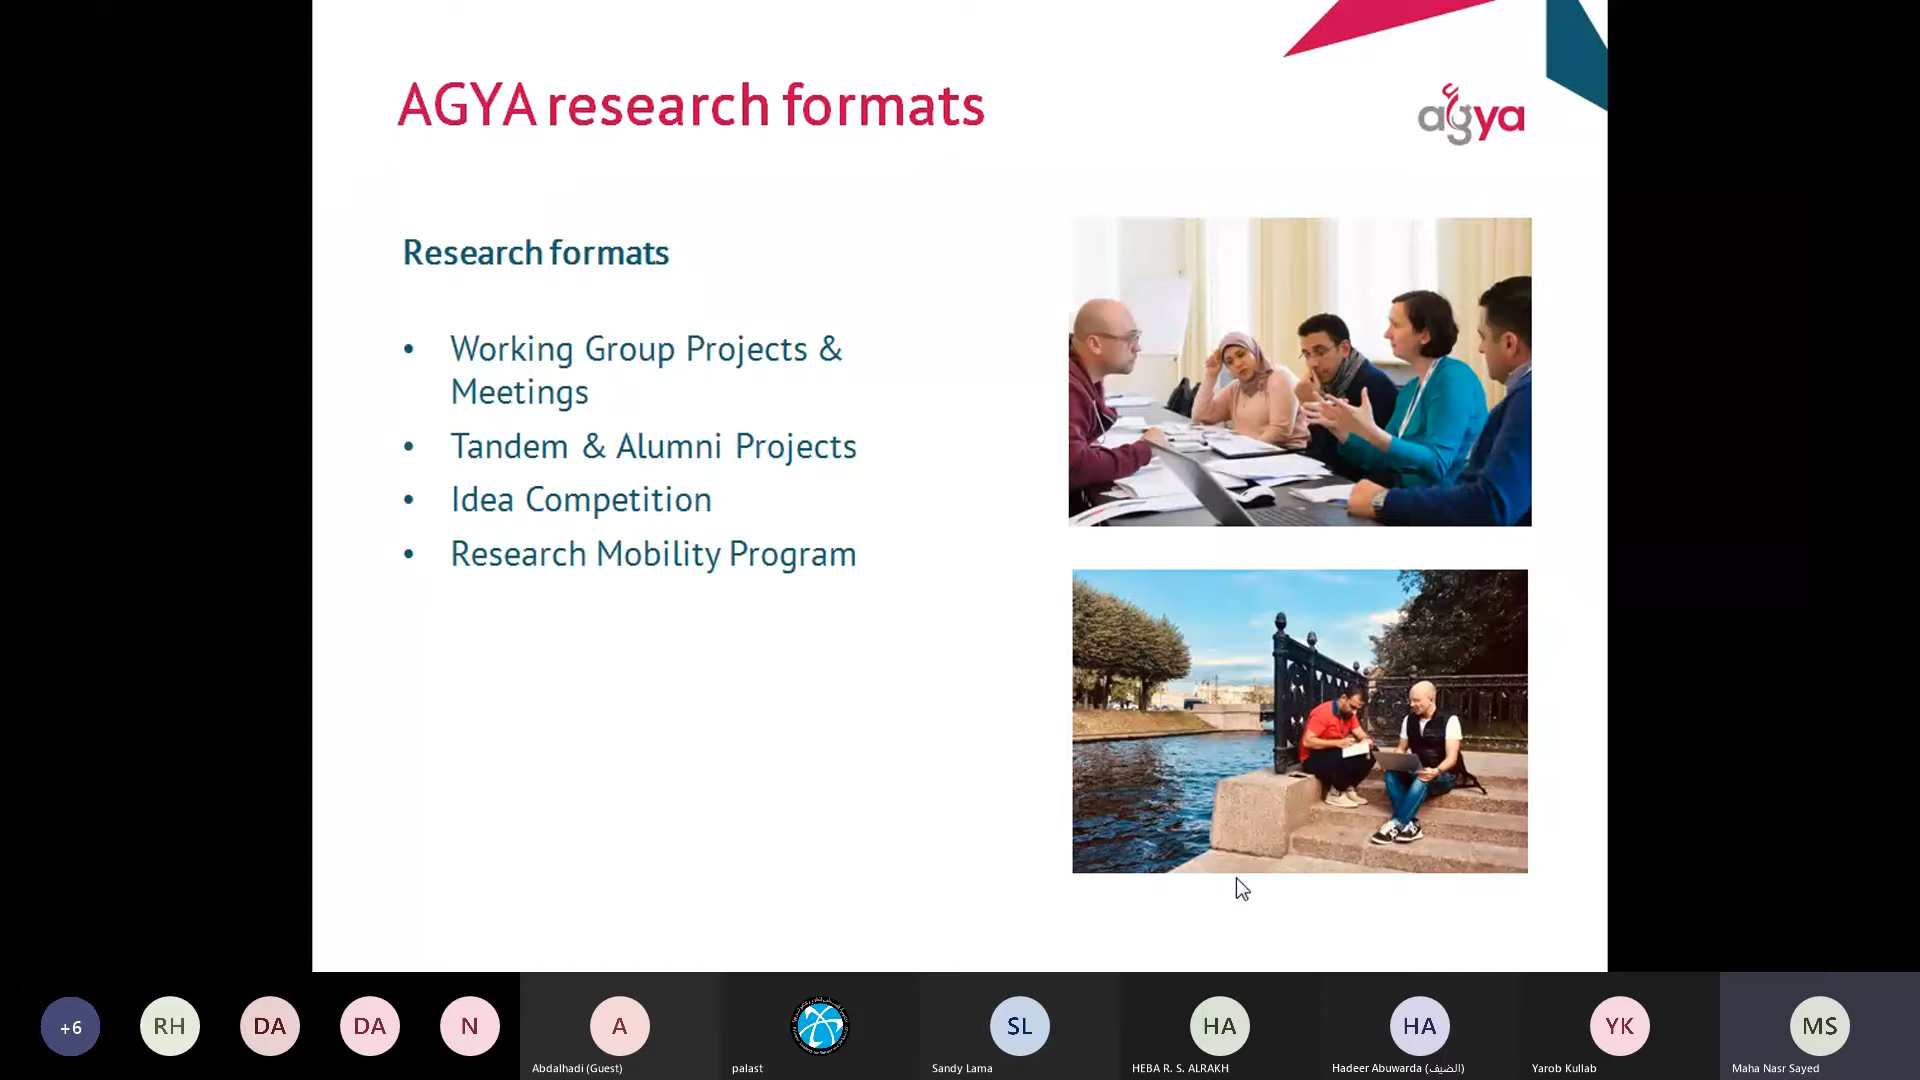 AGYA research formats
agya
Research formats
• Working Group Projects &
Meetings
• Tandem & Alumni Projects
• Idea Competition
• Research Mobility Program
+6
RH
DA
DA
N
A
SL
HA
HA
YK
MS
Abdalhadi (Guest)
palast
Sandy Lama
HEBA R. S. ALRAKH
Hadeer Abuwarda (الضيف)
Yarob Kullab
Maha Nasr Sayed